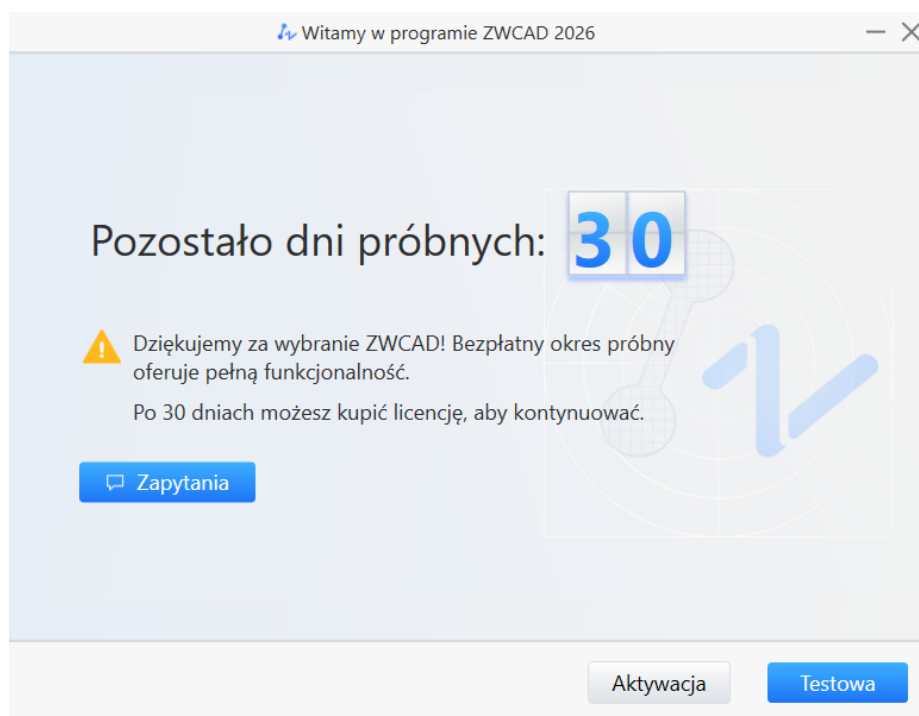 Witamy w programie ZWCAD 2026
Pozostało dni próbnych: 30
Dziękujemy za wybranie ZWCAD! Bezpłatny okres próbny
oferuje pełną funkcjonalność.
Po 30 dniach możesz kupić licencję, aby kontynuować.
Zapytania
Aktywacja
Testowa